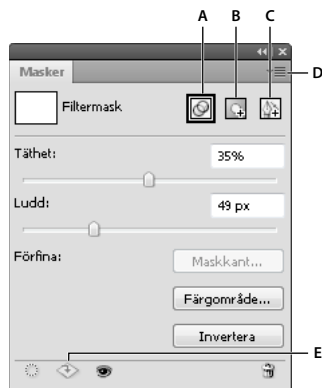 A B C
Masker
D
Filtermask
Täthet: 35%
Ludd: 49 px
Förfina: Maskkant...
Färgområde...
Invertera
E